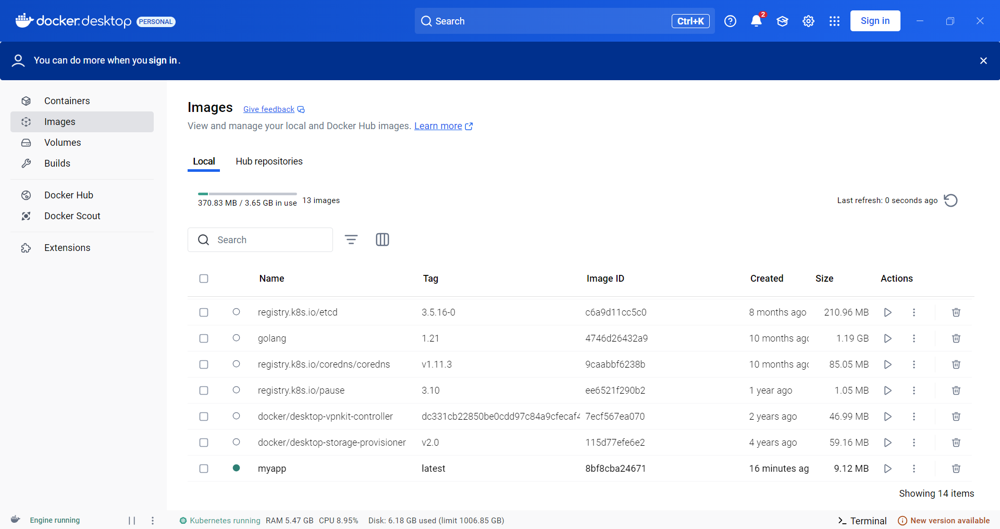 docker.desktop PERSONAL
Search Ctrl+K
2
Sign in
You can do more when you sign in.
Containers
Images
Volumes
Builds
Docker Hub
Docker Scout
Extensions
Images Give feedback
View and manage your local and Docker Hub images. Learn more
Local Hub repositories
370.83 MB / 3.65 GB in use 13 images
Last refresh: 0 seconds ago
Search
Name Tag Image ID Created Size Actions
registry.k8s.io/etcd 3.5.16-0 c6a9d11cc5c0 8 months ago 210.96 MB
golang 1.21 4746d26432a9 10 months ago 1.19 GB
registry.k8s.io/coredns/coredns v1.11.3 9caabbf6238b 10 months ago 85.05 MB
registry.k8s.io/pause 3.10 ee6521f290b2 1 year ago 1.05 MB
docker/desktop-vpnkit-controller dc331cb22850be0cdd97c84a9cfecaf4 7ecf567ea070 2 years ago 46.99 MB
docker/desktop-storage-provisioner v2.0 115d77efe6e2 4 years ago 59.16 MB
myapp latest 8bf8cba24671 16 minutes ag 9.12 MB
Showing 14 items
Engine running
Kubernetes running RAM 5.47 GB CPU 8.95% Disk: 6.18 GB used (limit 1006.85 GB)
Terminal
New version available